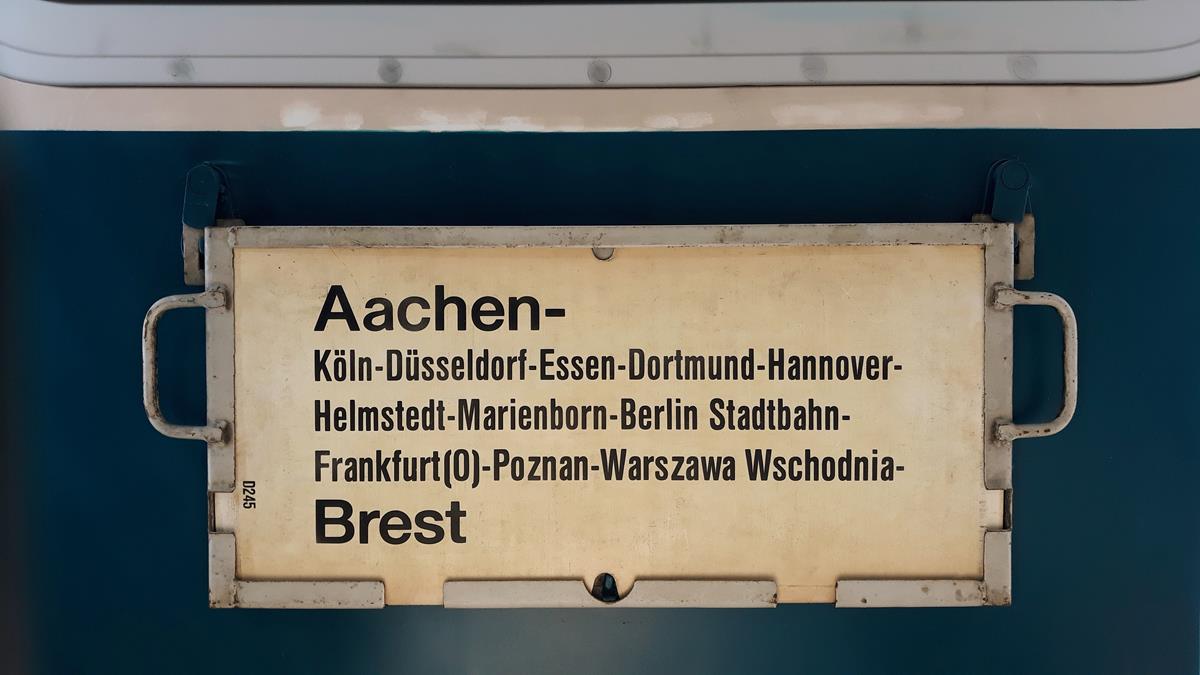 Aachen-
Köln-Düsseldorf-Essen-Dortmund-Hannover-
Helmstedt-Marienborn-Berlin Stadtbahn-
Frankfurt(O)-Poznan-Warszawa Wschodnia-
Brest
D245